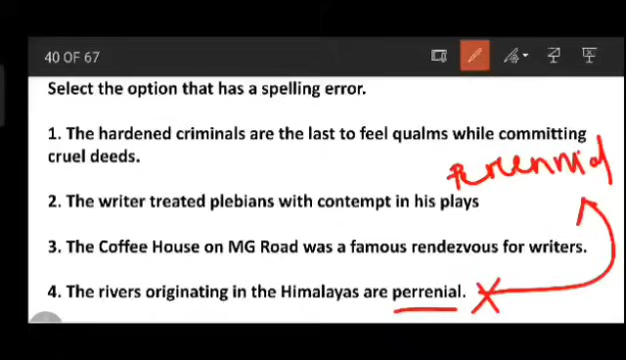 40 OF 67
Select the option that has a spelling error.
1. The hardened criminals are the last to feel qualms while committing
cruel deeds.
perennial
2. The writer treated plebians with contempt in his plays
3. The Coffee House on MG Road was a famous rendezvous for writers.
4. The rivers originating in the Himalayas are perrenial.